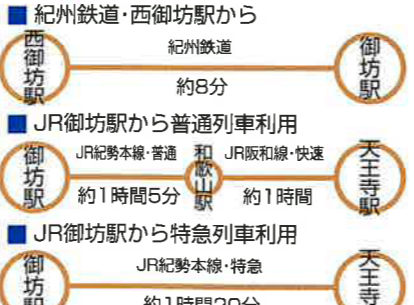 ■ 紀州鉄道・西御坊駅から
西御坊駅
紀州鉄道
約8分
御坊駅
■ JR御坊駅から普通列車利用
御坊駅
JR紀勢本線・普通
約1時間5分
和歌山駅
JR阪和線・快速
約1時間
天王寺駅
■ JR御坊駅から特急列車利用
御坊駅
JR紀勢本線・特急
天王寺